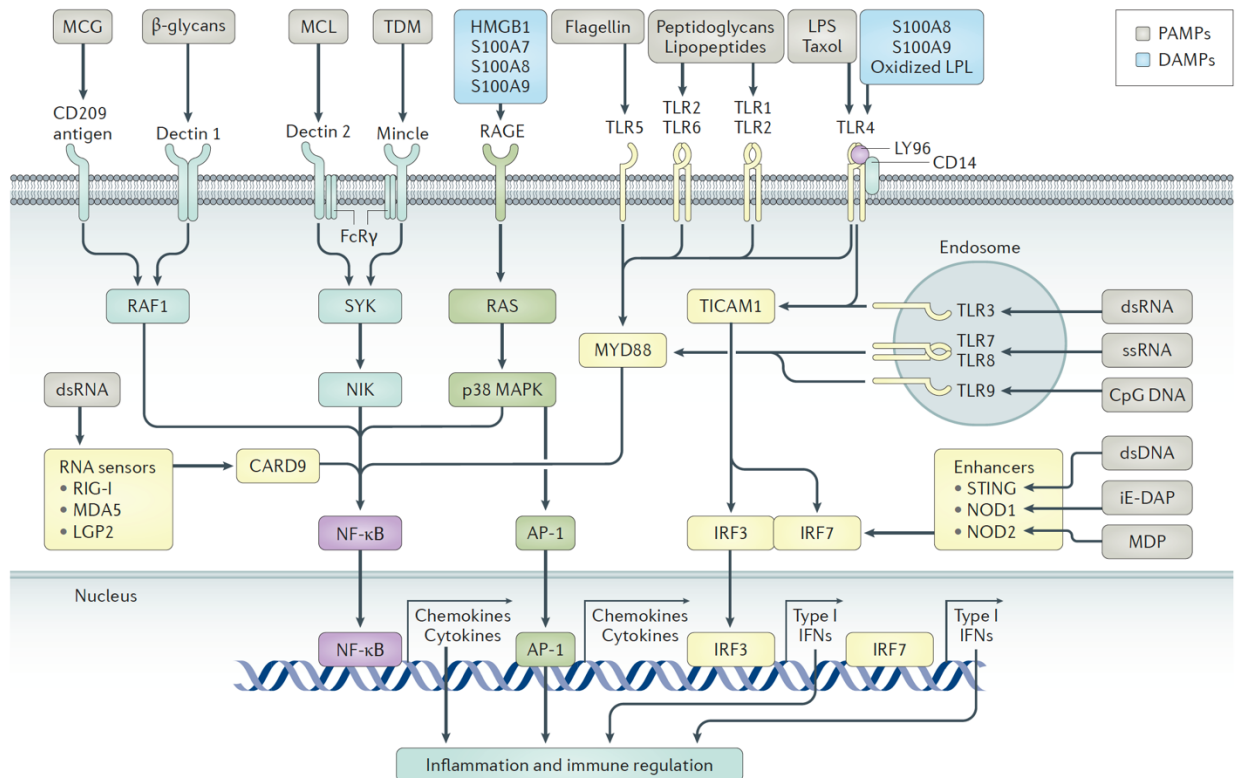 MCG
β-glycans
MCL
TDM
HMGB1
S100A7
S100A8
S100A9
Flagellin
Peptidoglycans
Lipopeptides
LPS
Taxol
S100A8
S100A9
Oxidized LPL
PAMPs
DAMPs
CD209
antigen
Dectin 1
Dectin 2
Mincle
RAGE
TLR5
TLR2
TLR6
TLR1
TLR2
TLR4
LY96
CD14
FcRγ
Endosome
RAF1
SYK
RAS
TICAM1
TLR3
dsRNA
MYD88
TLR7
TLR8
ssRNA
dsRNA
NIK
p38 MAPK
TLR9
CpG DNA
RNA sensors
• RIG-I
• MDA5
• LGP2
CARD9
Enhancers
• STING
• NOD1
• NOD2
dsDNA
iE-DAP
MDP
NF-κB
AP-1
IRF3
IRF7
Nucleus
Chemokines
Cytokines
Chemokines
Cytokines
Type I
IFNs
Type I
IFNs
NF-κB
AP-1
IRF3
IRF7
Inflammation and immune regulation